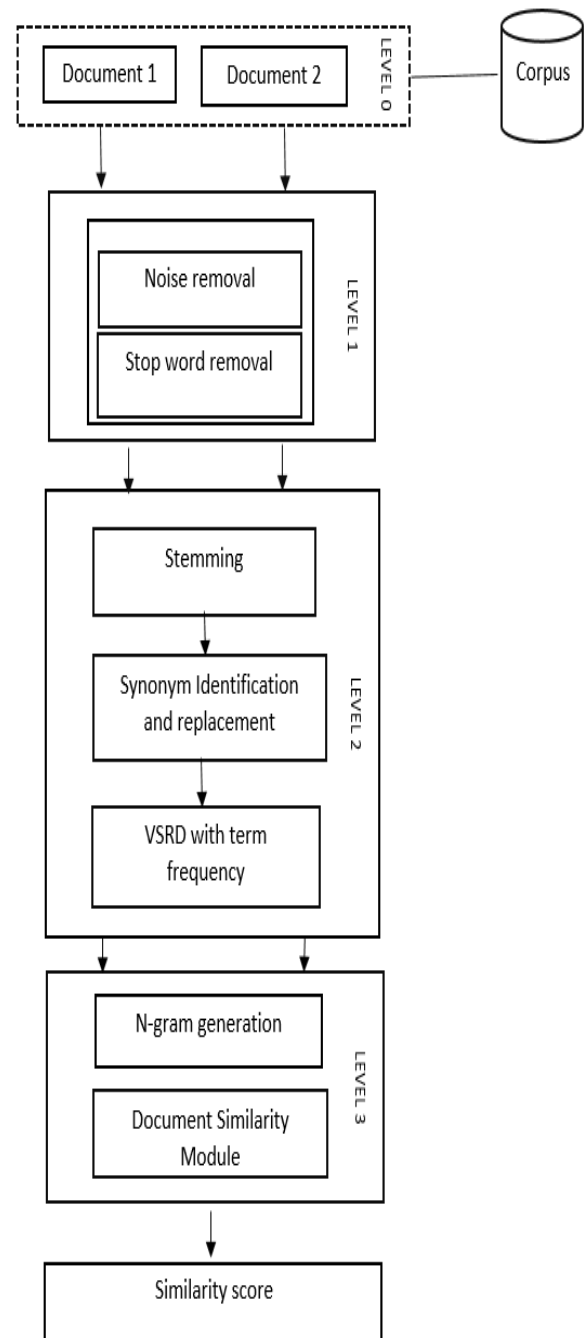 Document 1
Document 2
LEVEL 0
Corpus
Noise removal
Stop word removal
LEVEL 1
Stemming
Synonym Identification
and replacement
VSRD with term
frequency
LEVEL 2
N-gram generation
Document Similarity
Module
LEVEL 3
Similarity score